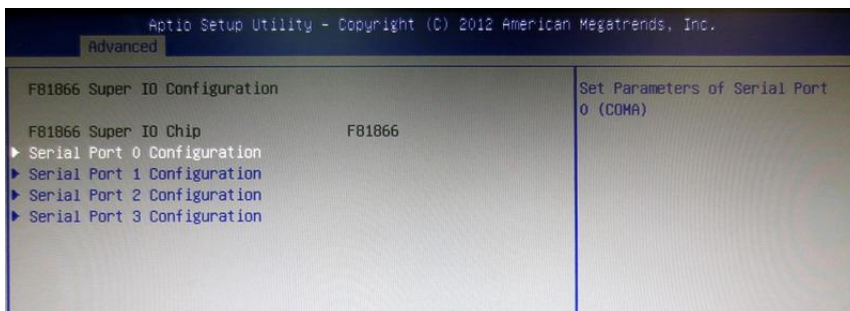 Aptio Setup Utility - Copyright (C) 2012 American Megatrends, Inc.
Advanced
F81866 Super IO Configuration
F81866 Super IO Chip F81866
Serial Port 0 Configuration
Serial Port 1 Configuration
Serial Port 2 Configuration
Serial Port 3 Configuration
Set Parameters of Serial Port
0 (COMA)